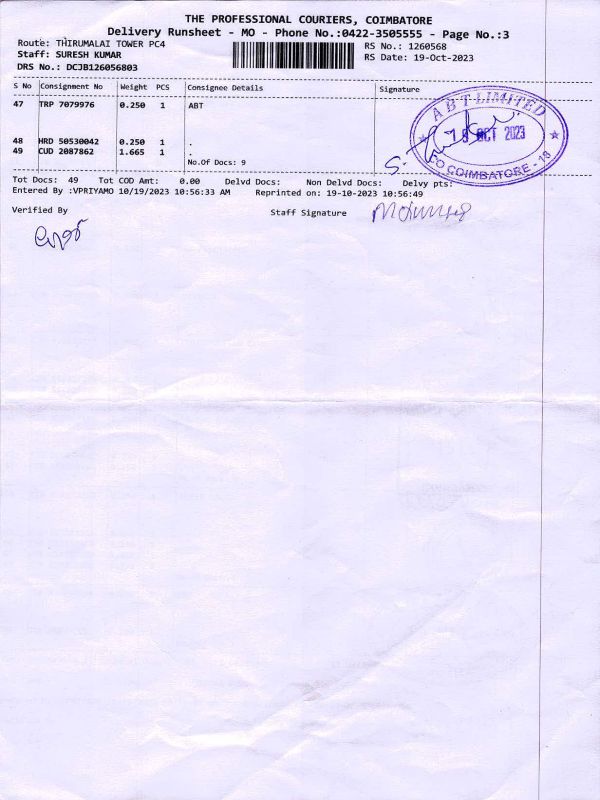 THE PROFESSIONAL COURIERS, COIMBATORE
Delivery Runsheet - MO - Phone No.:0422-3505555 - Page No.:3
Route: THIRUMALAI TOWER PC4
RS No.: 1260568
Staff: SURESH KUMAR
RS Date: 19-Oct-2023
DRS No.: DCJB126056803
S No Consignment No Weight PCS Consignee Details Signature
47 TRP 7079976 0.250 1 ABT
ABT LIMITED
OCT 2023
COIMBATORE - 18
48 HRD 50530042 0.250 1 .
49 CUD 2087862 1.665 1 .
No.Of Docs: 9
Tot Docs: 49 Tot COD Amt: 0.00 Delvd Docs: Non Delvd Docs: Delvy pts:
Entered By :VPRIYAMO 10/19/2023 10:56:33 AM Reprinted on: 19-10-2023 10:56:49
Verified By
Staff Signature